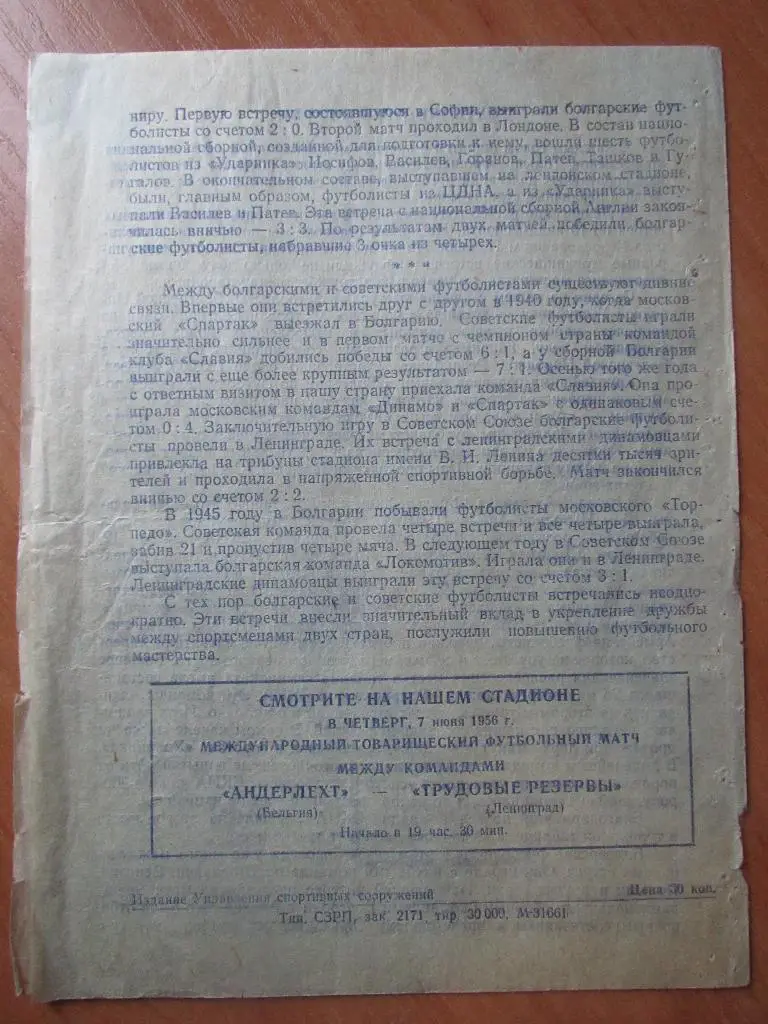 ниру. Первую встречу, состоявшуюся в Софии, выиграли болгарские фут-
болисты со счетом 2 : 0. Второй матч проходил в Лондоне. В состав нацио-
нальной сборной, созданной для подготовки к нему, вошли шесть футбо-
листов из «Ударника»: Иосифов, Василев, Горанов, Патев, Ташков и Гу-
галов. В окончательном составе, выступавшем на лондонском стадионе,
были, главным образом, футболисты из ЦДНА, а из «Ударника» высту-
пали Василев и Патев. Эта встреча с национальной сборной Англии закон-
чилась вничью — 3 : 3. По результатам двух матчей победили болгар-
ские футболисты, набравшие 3 очка из четырех.
* * *
Между болгарскими и советскими футболистами существуют давние
связи. Впервые они встретились друг с другом в 1940 году, когда москов-
ский «Спартак» выезжал в Болгарию. Советские футболисты играли
значительно сильнее и в первом матче с чемпионом страны командой
клуба «Славия» добились победы со счетом 6 : 1, а у сборной Болгарии
выиграли с еще более крупным результатом — 7 : 1. Осенью того же года
с ответным визитом в нашу страну приехала команда «Славия». Она про-
играла московским командам «Динамо» и «Спартак» с одинаковым сче-
том 0 : 4. Заключительную игру в Советском Союзе болгарские футболи-
сты провели в Ленинграде. Их встреча с ленинградскими динамовцами
привлекла на трибуны стадиона имени В. И. Ленина десятки тысяч зри-
телей и проходила в напряженной спортивной борьбе. Матч закончился
вничью со счетом 2 : 2.
В 1945 году в Болгарии побывали футболисты московского «Тор-
педо». Советская команда провела четыре встречи и все четыре выиграла,
забив 21 и пропустив четыре мяча. В следующем году в Советском Союзе
выступала болгарская команда «Локомотив». Играла она и в Ленинграде.
Ленинградские динамовцы выиграли эту встречу со счетом 3 : 1.
С тех пор болгарские и советские футболисты встречались неодно-
кратно. Эти встречи внесли значительный вклад в укрепление дружбы
между спортсменами двух стран, послужили повышению футбольного
мастерства.
СМОТРИТЕ НА НАШЕМ СТАДИОНЕ
В ЧЕТВЕРГ, 7 июня 1956 г.
МЕЖДУНАРОДНЫЙ ТОВАРИЩЕСКИЙ ФУТБОЛЬНЫЙ МАТЧ
МЕЖДУ КОМАНДАМИ
«АНДЕРЛЕХТ» — «ТРУДОВЫЕ РЕЗЕРВЫ»
(Бельгия) (Ленинград)
Начало в 19 час. 30 мин.
Издание Управления спортивных сооружений Цена 30 коп.
Тип. СЗРП, зак. 2171, тир. 30 000, М-31661